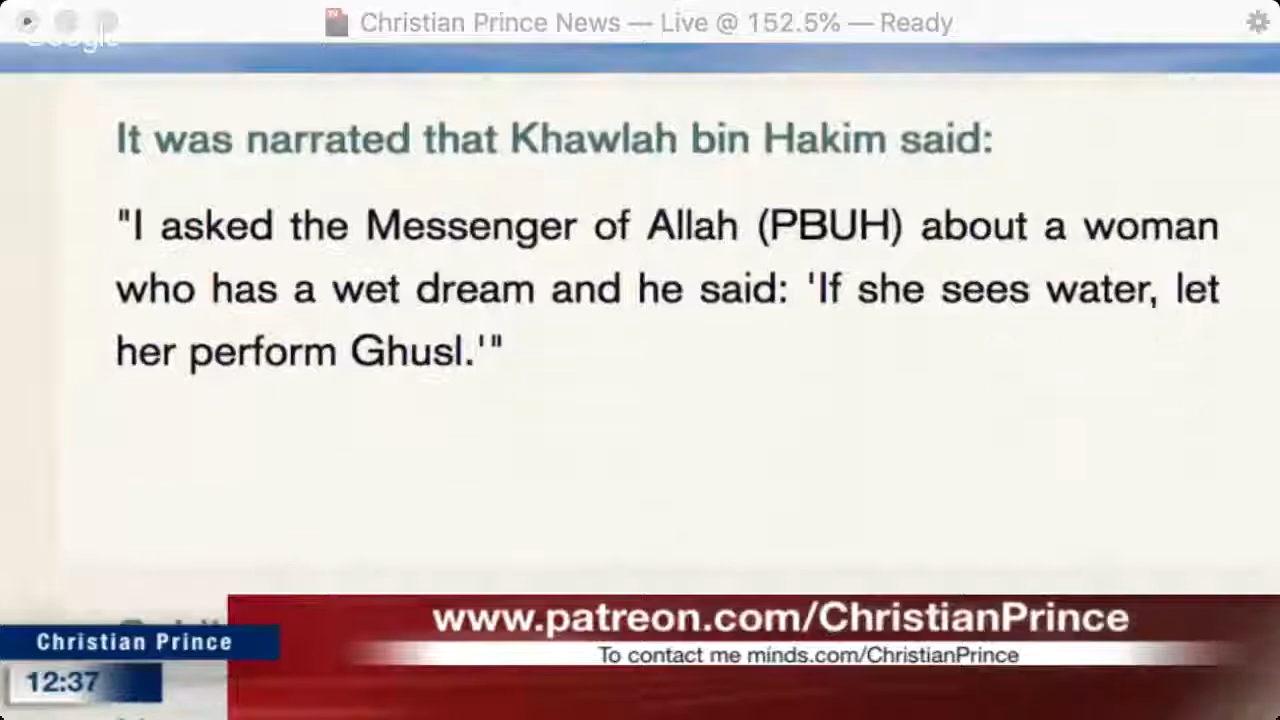 Christian Prince News — Live @ 152.5% — Ready
Google
It was narrated that Khawlah bin Hakim said:
"I asked the Messenger of Allah (PBUH) about a woman
who has a wet dream and he said: 'If she sees water, let
her perform Ghusl.'"
www.patreon.com/ChristianPrince
Christian Prince
To contact me minds.com/ChristianPrince
12:37